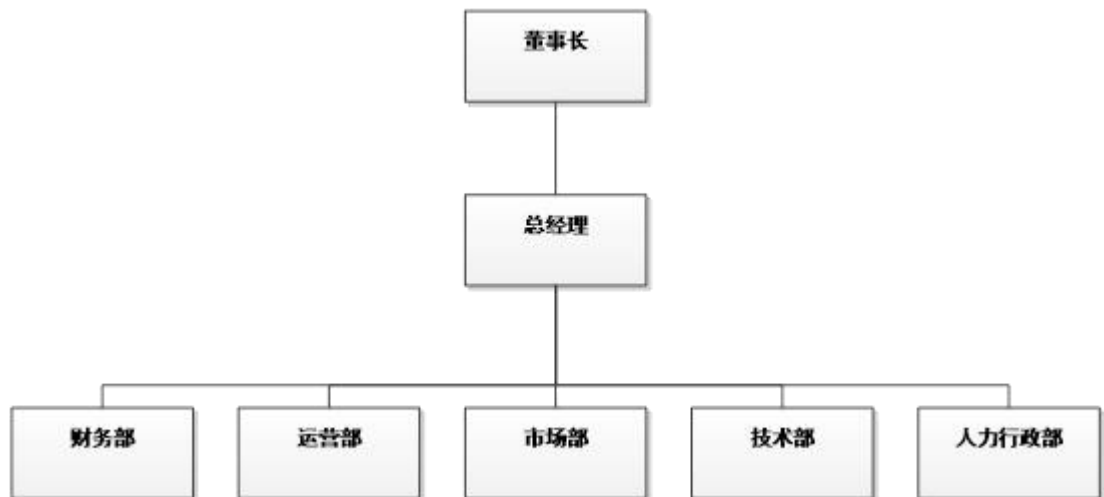 董事长
总经理
财务部
运营部
市场部
技术部
人力行政部